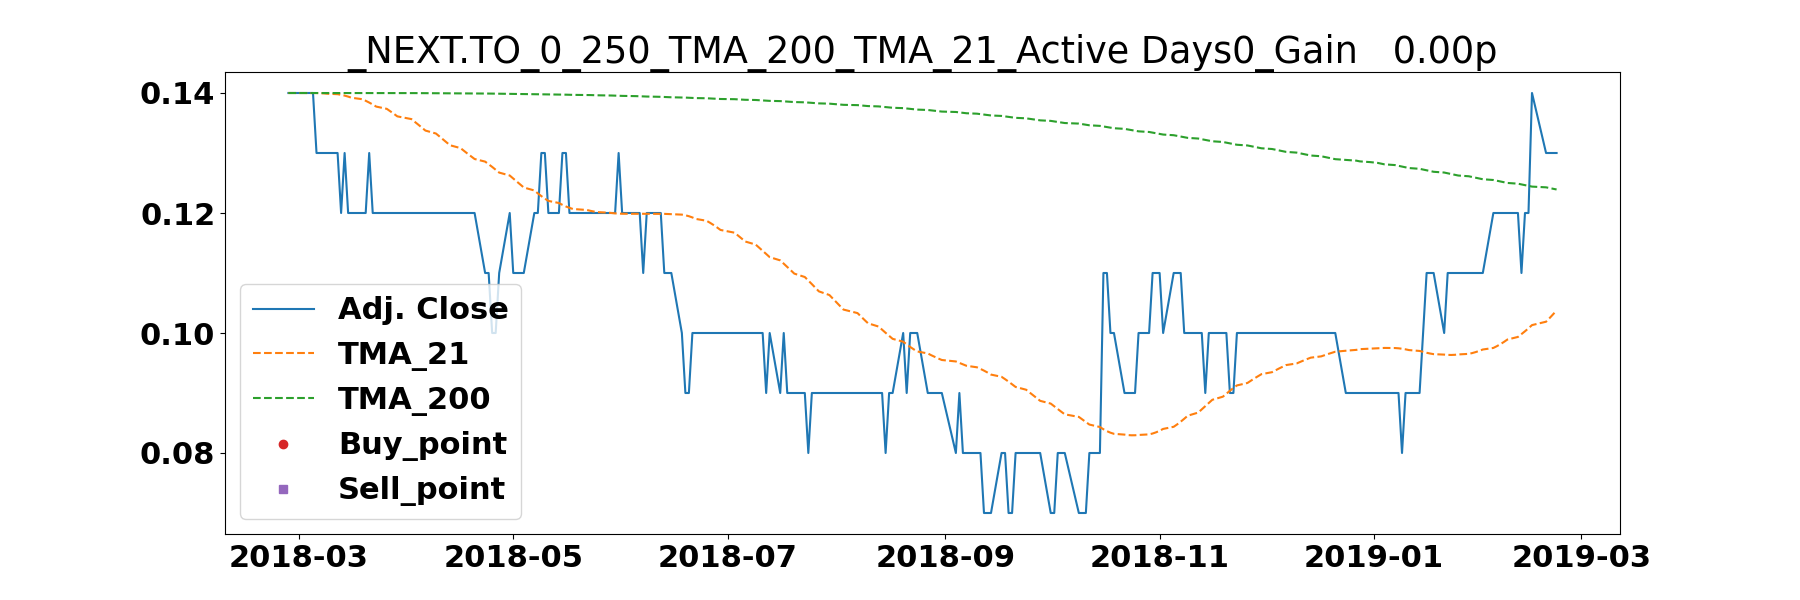 _NEXT.TO_0_250_TMA_200_TMA_21_Active Days0_Gain   0.00p
0.14
0.12
0.10
0.08
Adj. Close
TMA_21
TMA_200
Buy_point
Sell_point
2018-03 2018-05 2018-07 2018-09 2018-11 2019-01 2019-03